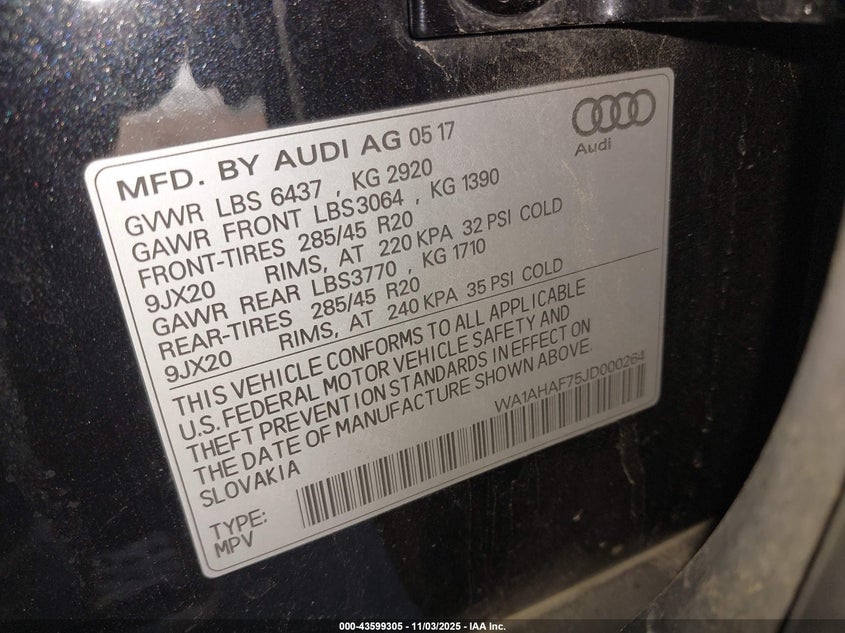 Audi
MFD. BY AUDI AG 05 17
GVWR LBS 6437 , KG 2920
GAWR FRONT LBS3064 , KG 1390
FRONT-TIRES 285/45 R20
9JX20 RIMS, AT 220 KPA 32 PSI COLD
GAWR REAR LBS3770 , KG 1710
REAR-TIRES 285/45 R20
9JX20 RIMS, AT 240 KPA 35 PSI COLD
THIS VEHICLE CONFORMS TO ALL APPLICABLE
U.S. FEDERAL MOTOR VEHICLE SAFETY AND
THEFT PREVENTION STANDARDS IN EFFECT ON
THE DATE OF MANUFACTURE SHOWN ABOVE.
SLOVAKIA
WA1AHAF75JD000264
TYPE:
MPV
000-43599305 - 11/03/2025 - IAA Inc.